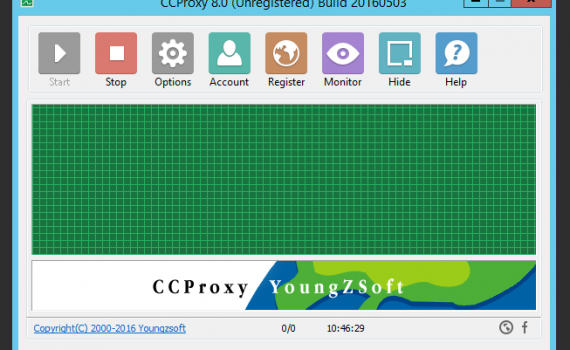 CCProxy 8.0 (Unregistered) Build 20160503
Start Stop Options Account Register Monitor Hide Help
CCProxy YoungZSoft
Copyright(C) 2000-2016 Youngzsoft 0/0 10:46:29